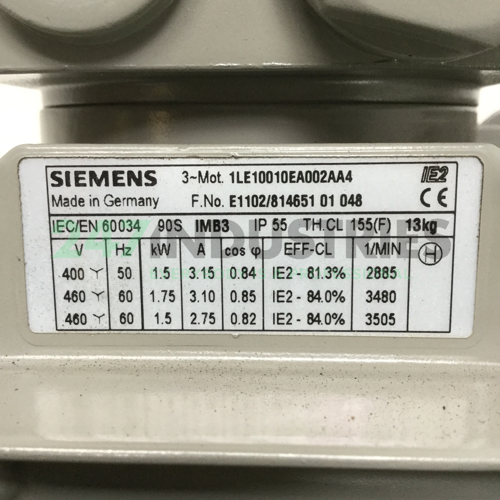 SIEMENS 3~Mot. 1LE10010EA002AA4 IE2
Made in Germany F.No. E1102/814651 01 048 CE
IEC/EN 60034 90S IMB3 IP 55 TH.CL 155(F) 13kg
V Hz kW A cos φ EFF-CL 1/MIN H
400 Y 50 1.5 3.15 0.84 IE2 - 81.3% 2885
460 Y 60 1.75 3.10 0.85 IE2 - 84.0% 3480
460 Y 60 1.5 2.75 0.82 IE2 - 84.0% 3505
247 INDUSTRIES